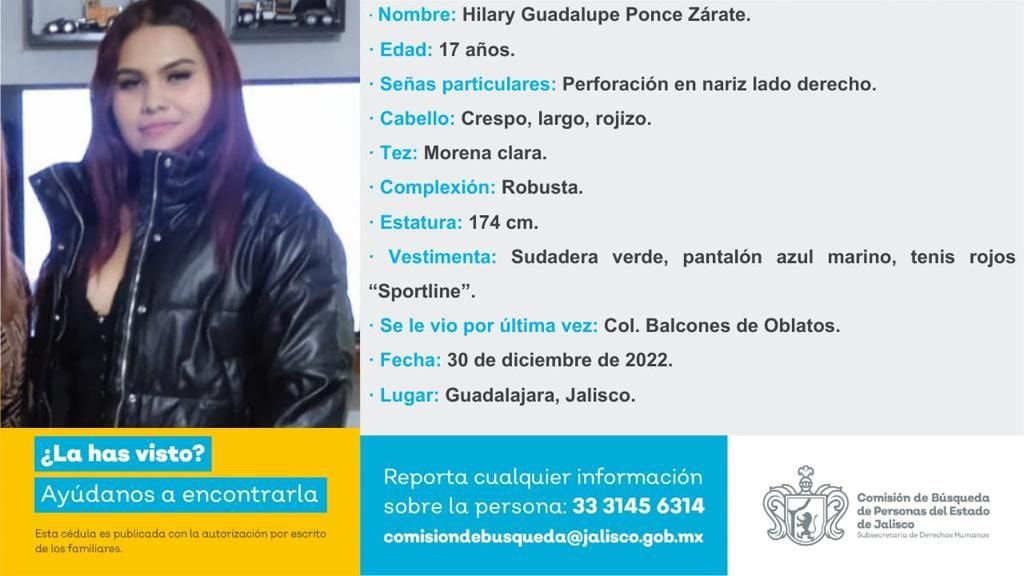 · Nombre: Hilary Guadalupe Ponce Zárate.
· Edad: 17 años.
· Señas particulares: Perforación en nariz lado derecho.
· Cabello: Crespo, largo, rojizo.
· Tez: Morena clara.
· Complexión: Robusta.
· Estatura: 174 cm.
· Vestimenta: Sudadera verde, pantalón azul marino, tenis rojos
“Sportline”.
· Se le vio por última vez: Col. Balcones de Oblatos.
· Fecha: 30 de diciembre de 2022.
· Lugar: Guadalajara, Jalisco.
¿La has visto?
Ayúdanos a encontrarla
Esta cédula es publicada con la autorización por escrito
de los familiares.
Reporta cualquier información
sobre la persona: 33 3145 6314
comisiondebusqueda@jalisco.gob.mx
Comisión de Búsqueda
de Personas del Estado
de Jalisco
Subsecretaría de Derechos Humanos